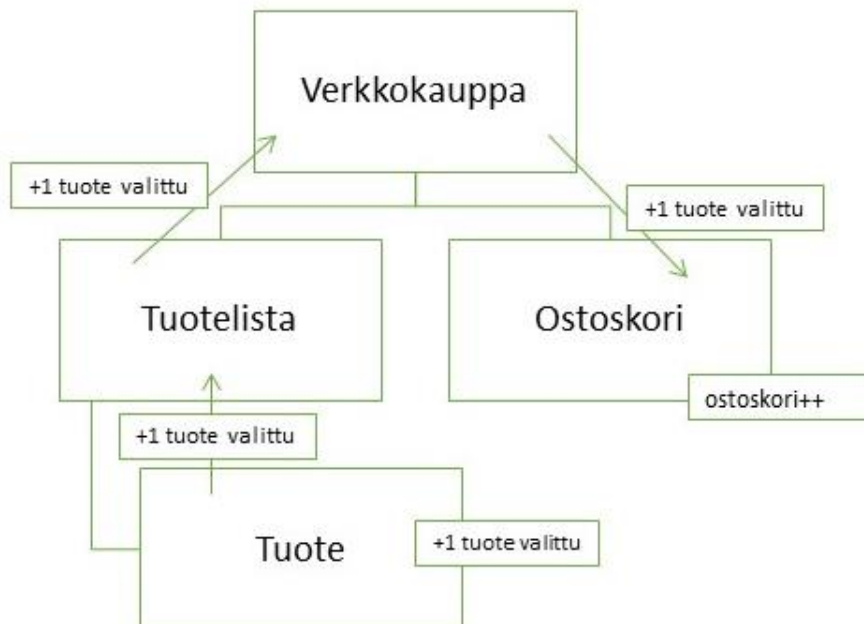 Verkkokauppa
+1 tuote valittu
+1 tuote valittu
Tuotelista
Ostoskori
ostoskori++
+1 tuote valittu
Tuote
+1 tuote valittu